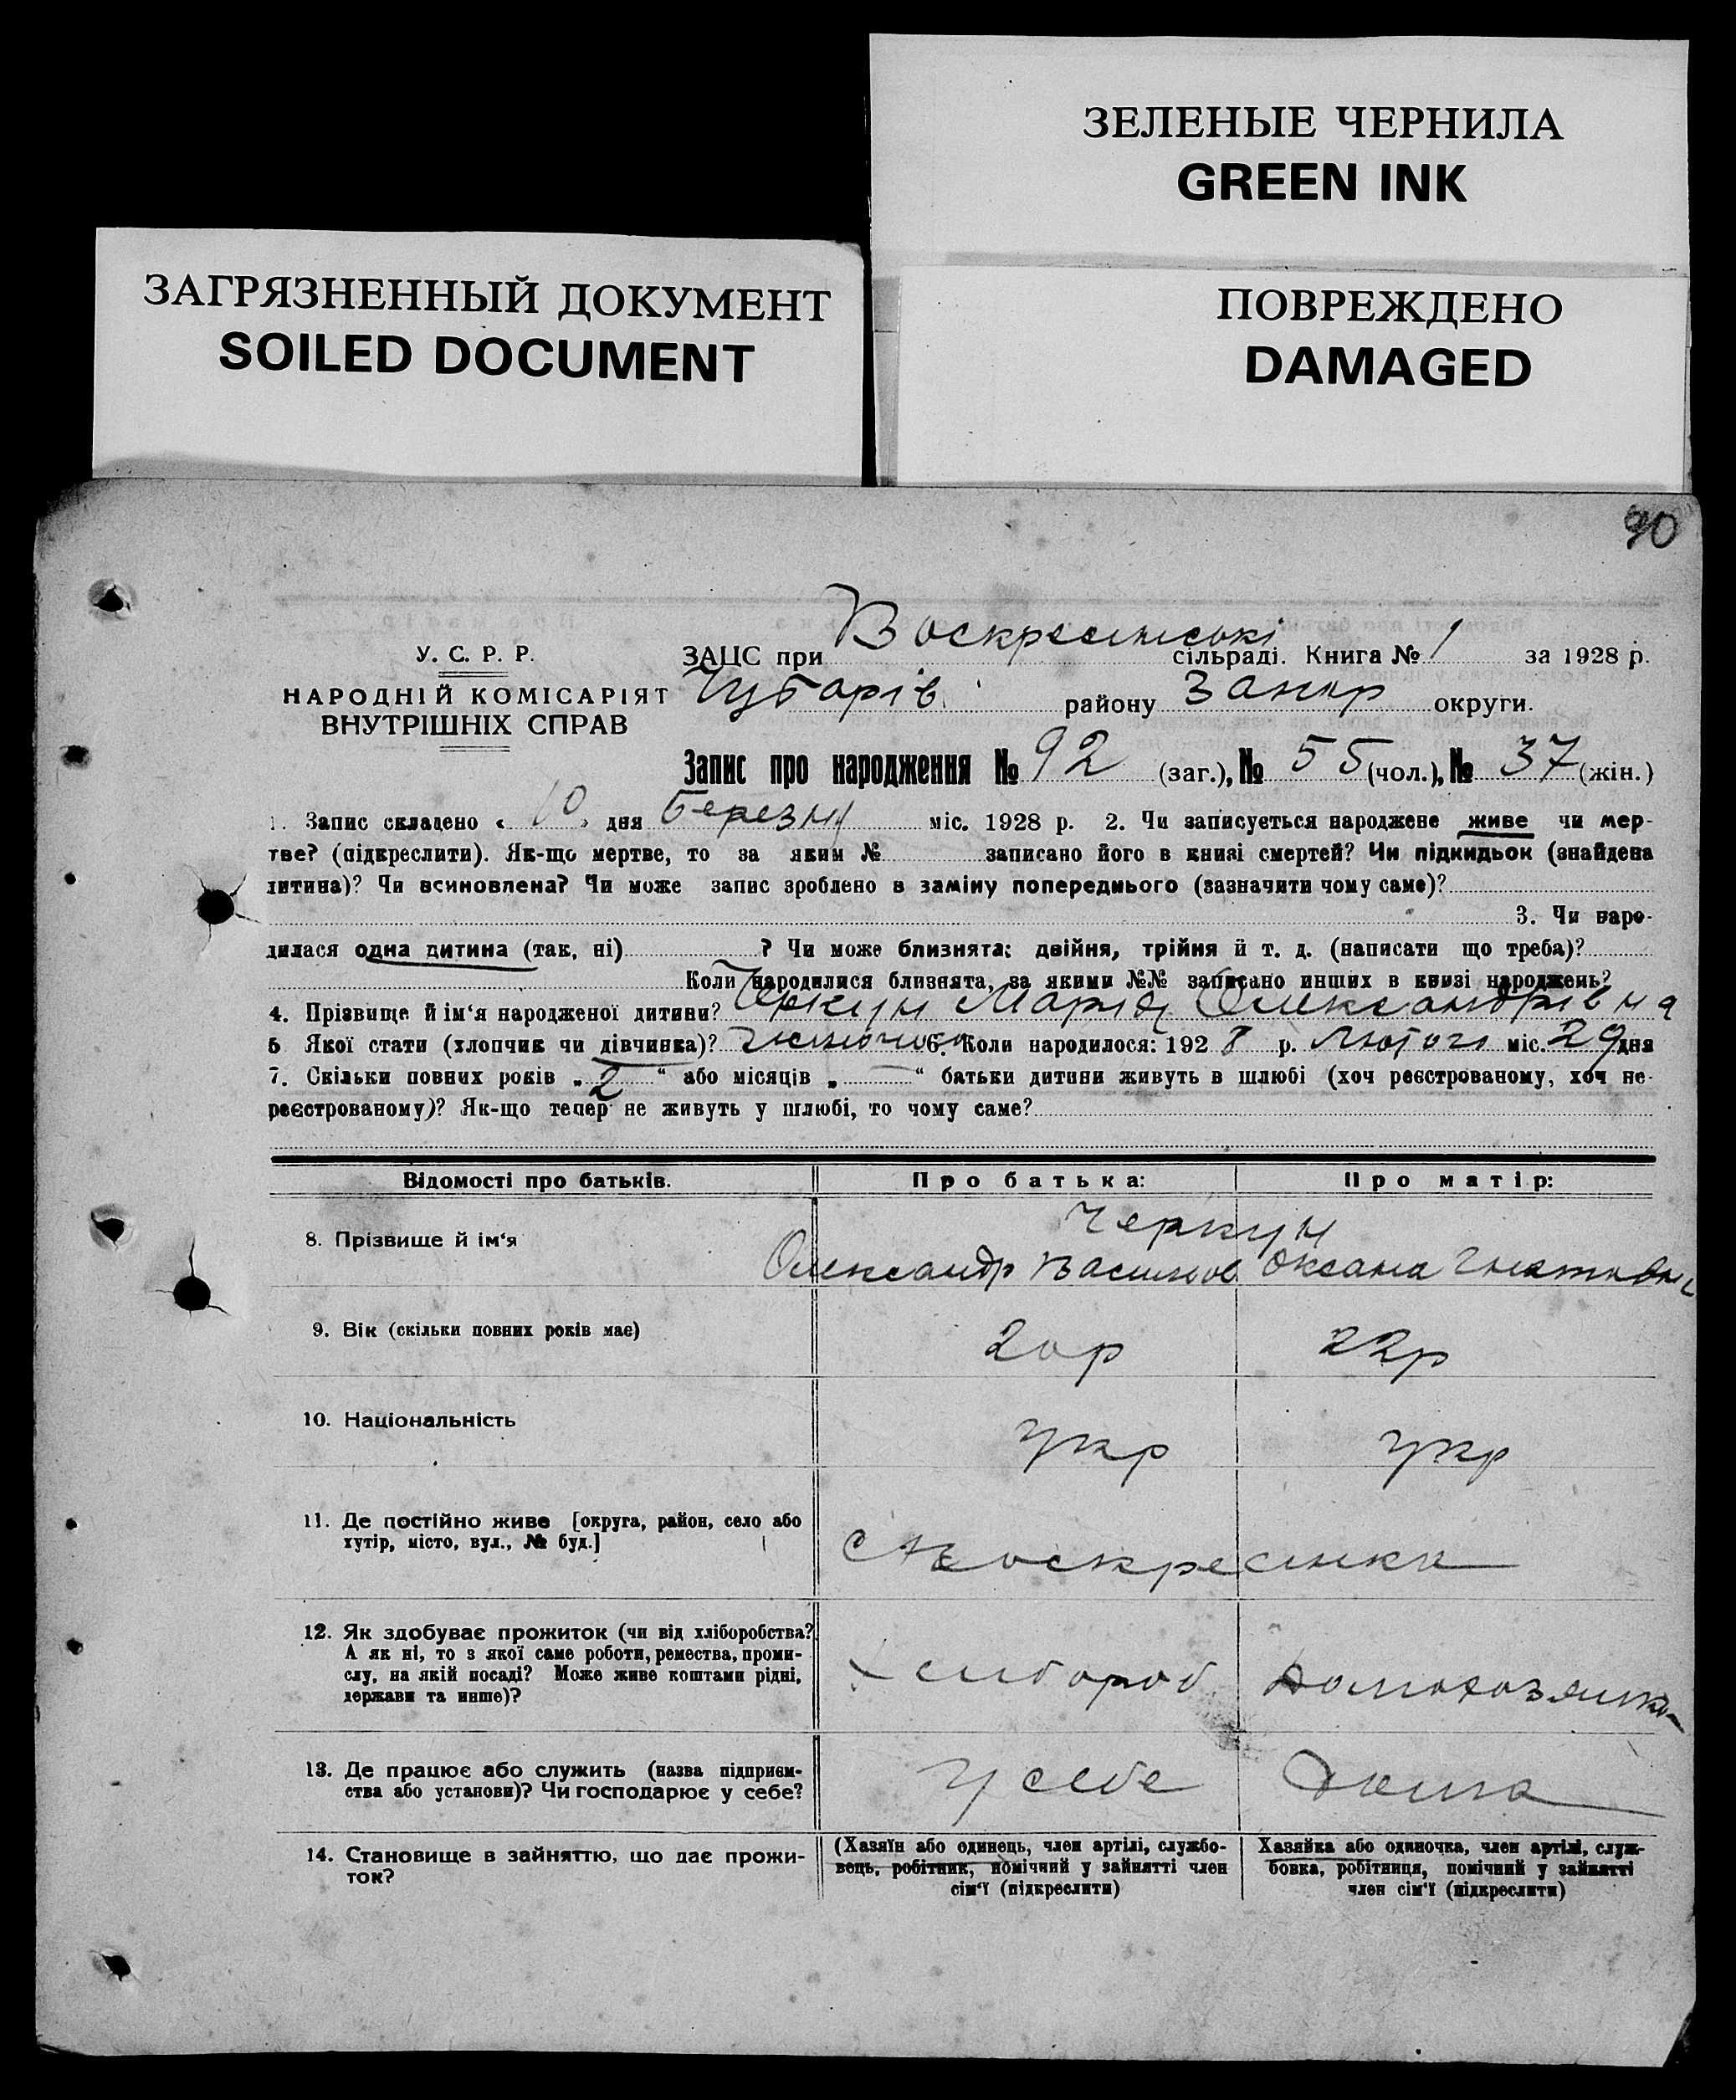 ЗЕЛЕНЫЕ ЧЕРНИЛА
GREEN INK
ЗАГРЯЗНЕННЫЙ ДОКУМЕНТ
SOILED DOCUMENT
ПОВРЕЖДЕНО
DAMAGED
90
У. С. Р. Р.
НАРОДНІЙ КОМІСАРІЯТ
ВНУТРІШНІХ СПРАВ
ЗАЦС при Воскресинські сільраді. Книга № 1 за 1928 р.
Чубарів району Запор округи.
Запис про народження № 92 (заг.), № 55 (чол.), № 37 (жін.)
1. Запис складено « 10 » дня березня міс. 1928 р. 2. Чи записується народжене живе чи мер-
тве? (підкреслити). Як-що мертве, то за яким № записано його в книзі смертей? Чи підкидьок (знайдена
дитина)? Чи всиновлена? Чи може запис зроблено в заміну попереднього (зазначити чому саме)?
3. Чи наро-
дилася одна дитина (так, ні) ? Чи може близнята: двійня, трійня й т. д. (написати що треба)?
Коли народилися близнята, за якими №№ записано инших в книзі народжень?
4. Прізвище й ім‘я народженої дитини? Черкун Марія Олександрівна
5 Якої стати (хлопчик чи дівчинка)? жіночої 6. Коли народилося: 192 8 р. Лютого міс. 29 дня
7. Скільки повних років „ 2 “ або місяців „ “ батьки дитини живуть в шлюбі (хоч реєстрованому, хоч не-
реєстрованому)? Як-що тепер не живуть у шлюбі, то чому саме?
Відомості про батьків. Про батька: Про матір:
8. Прізвище й ім‘я Черкун
Олександр Васильов Оксана Гнатівни
9. Вік (скільки повних років має) 20р 22р
10. Національність укр укр
11. Де постійно живе [округа, район, село або
хутір, місто, вул., № буд.] с Воскресинка
12. Як здобуває прожиток (чи від хліборобства?
А як ні, то з якої саме роботи, ремества, проми-
слу, на якій посаді? Може живе коштами рідні,
держави та инше)? Хлибороб Домохозяика
13. Де працює або служить (назва підприєм-
ства або установи)? Чи господарює у себе? У себе Дома
14. Становище в зайняттю, що дає прожи-
ток?
(Хазяїн або одинець, член артілі, службо-
вець, робітник, помічний у зайнятті член
сім‘ї (підкреслити)
Хазяйка або одиночка, член артілі, служ-
бовка, робітниця, помічний у зайнятті
член сім‘ї (підкреслити)